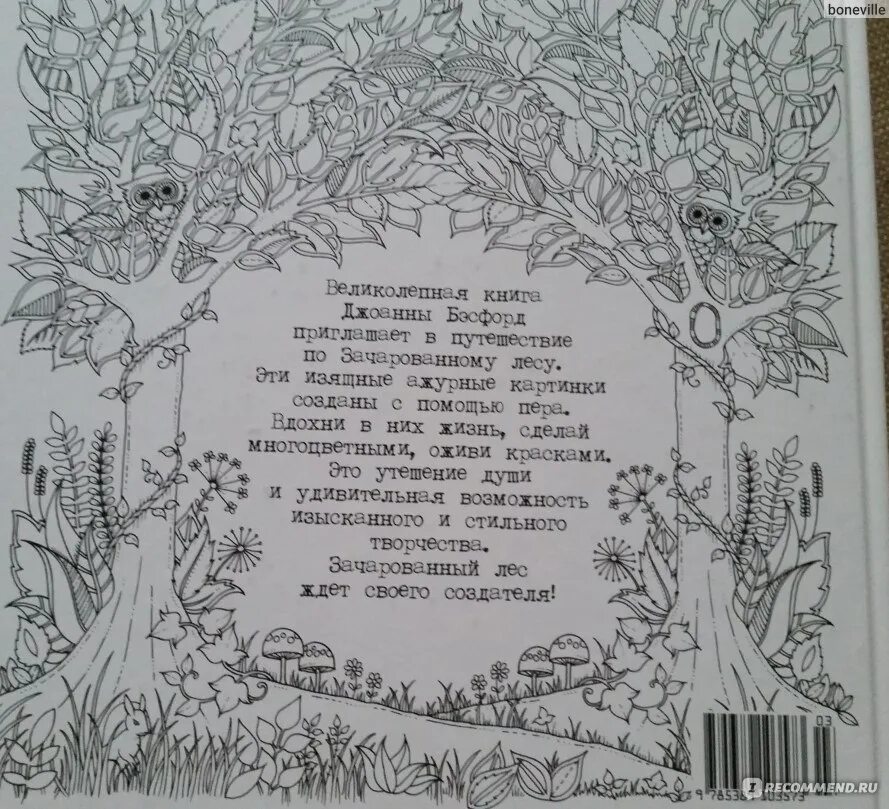 boneville
Великолепная книга
Джоанны Бэсфорд
приглашает в путешествие
по Зачарованному лесу.
Эти изящные ажурные картинки
созданы с помощью пера.
Вдохни в них жизнь, сделай
многоцветными, оживи красками.
Это утешение души
и удивительная возможность
изысканного и стильного
творчества.
Зачарованный лес
ждет своего создателя!
03
IRECOMMEND.RU